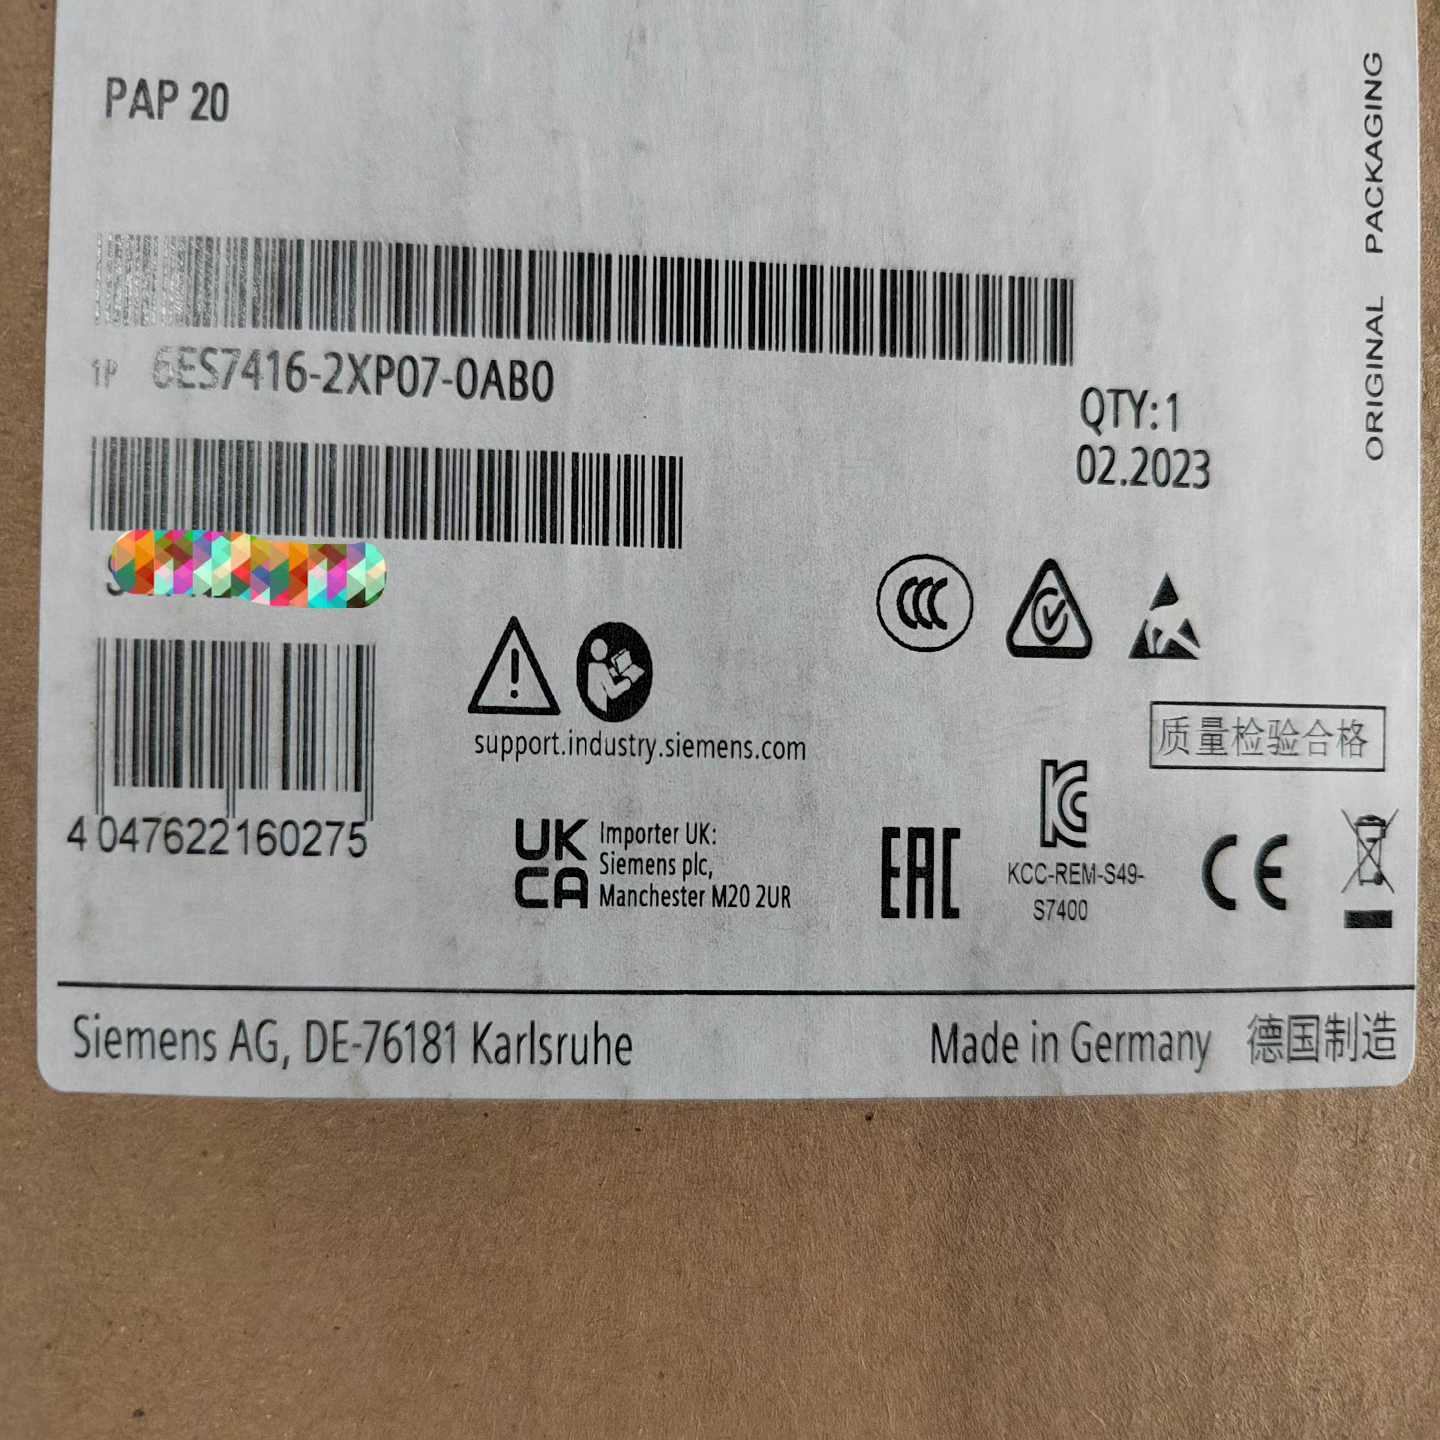 PAP 20
ORIGINAL PACKAGING
1P 6ES7416-2XP07-0AB0
QTY:1
02.2023
S
support.industry.siemens.com
质量检验合格
4 047622160275
UK
CA
Importer UK:
Siemens plc,
Manchester M20 2UR
EAC
KCC-REM-S49-
S7400
CE
Siemens AG, DE-76181 Karlsruhe
Made in Germany 德国制造